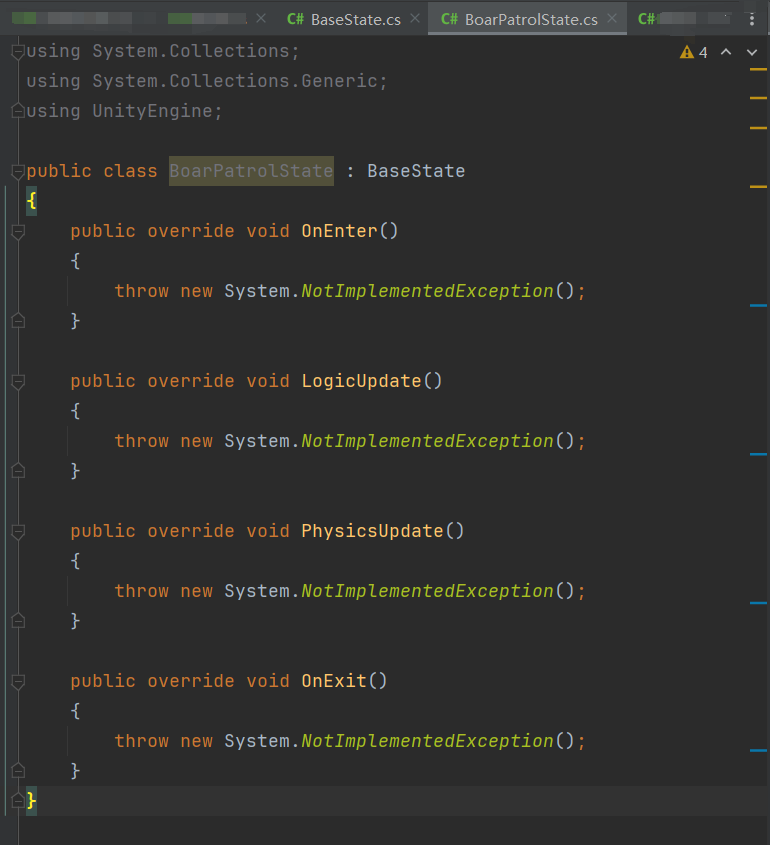 C# BaseState.cs C# BoarPatrolState.cs C#
using System.Collections; 4
using System.Collections.Generic;
using UnityEngine;
public class BoarPatrolState : BaseState
{
public override void OnEnter()
{
throw new System.NotImplementedException();
}
public override void LogicUpdate()
{
throw new System.NotImplementedException();
}
public override void PhysicsUpdate()
{
throw new System.NotImplementedException();
}
public override void OnExit()
{
throw new System.NotImplementedException();
}
}